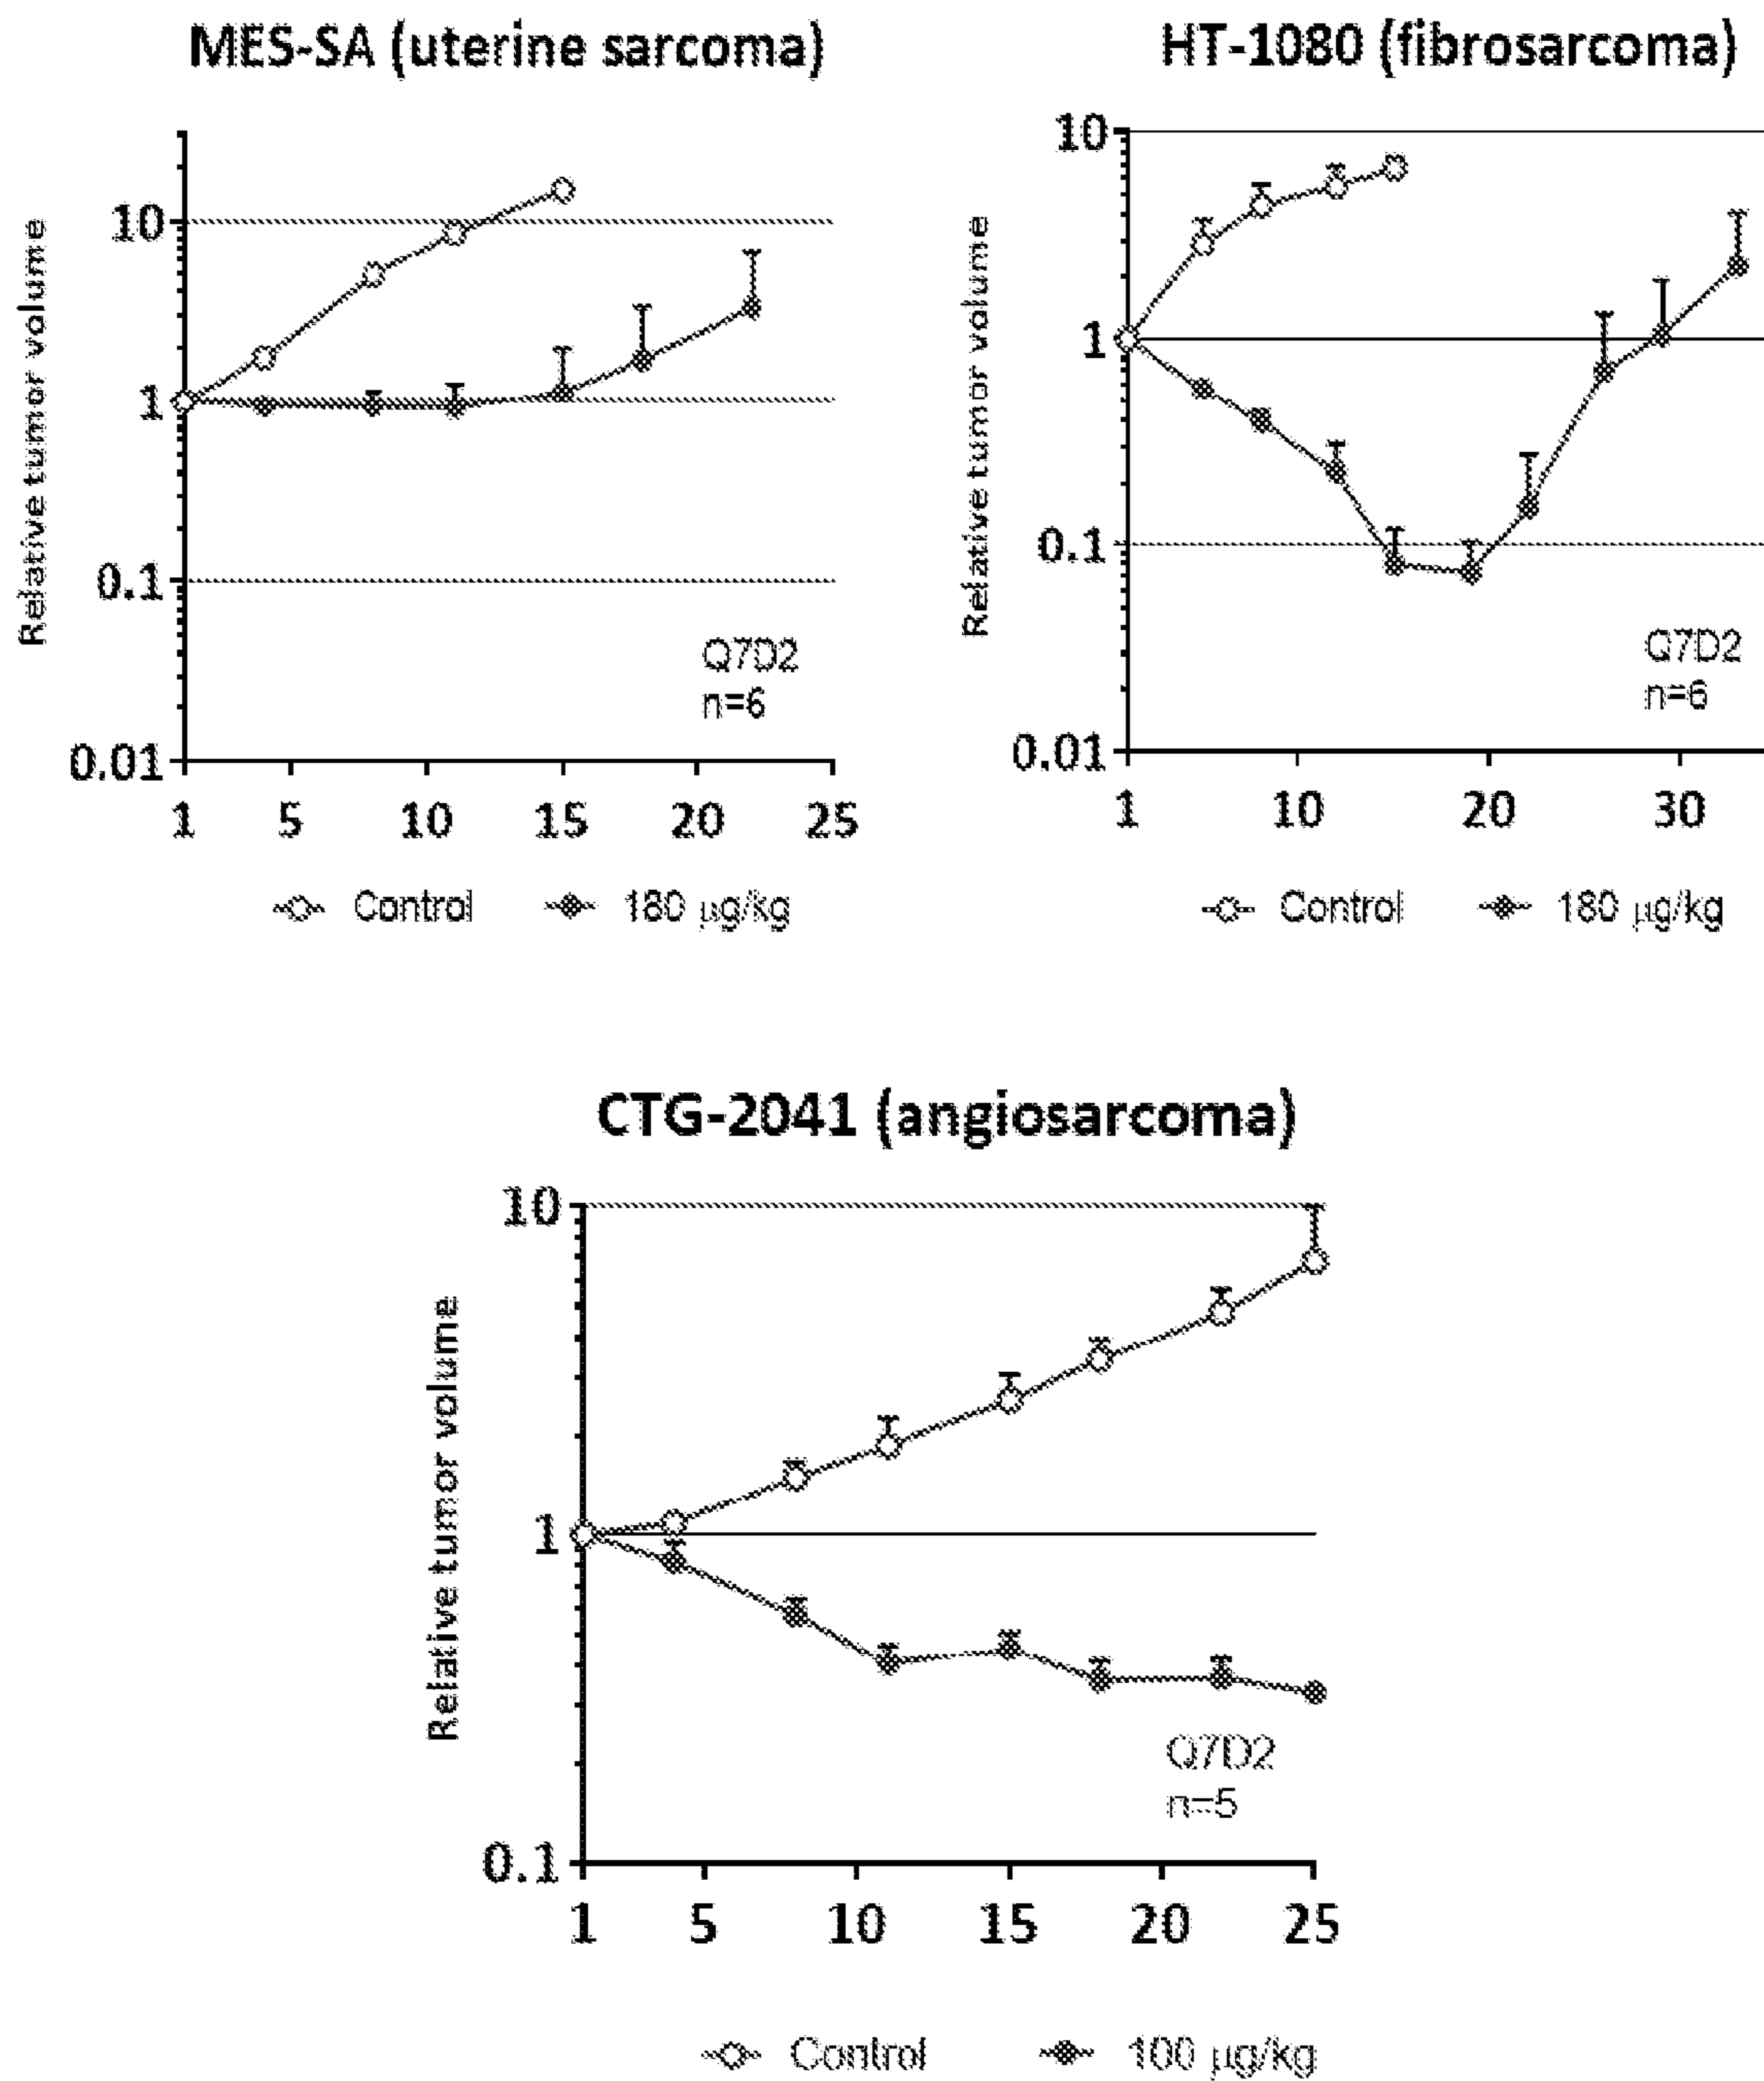 MES-SA (uterine sarcoma)
Relative tumor volume
10
1
0.1
0.01
Q7D2
n=6
1 5 10 15 20 25
Control 180 µg/kg
HT-1080 (fibrosarcoma)
Relative tumor volume
10
1
0.1
0.01
Q7D2
n=6
1 10 20 30
Control 180 µg/kg
CTG-2041 (angiosarcoma)
Relative tumor volume
10
1
0.1
Q7D2
n=5
1 5 10 15 20 25
Control 100 µg/kg